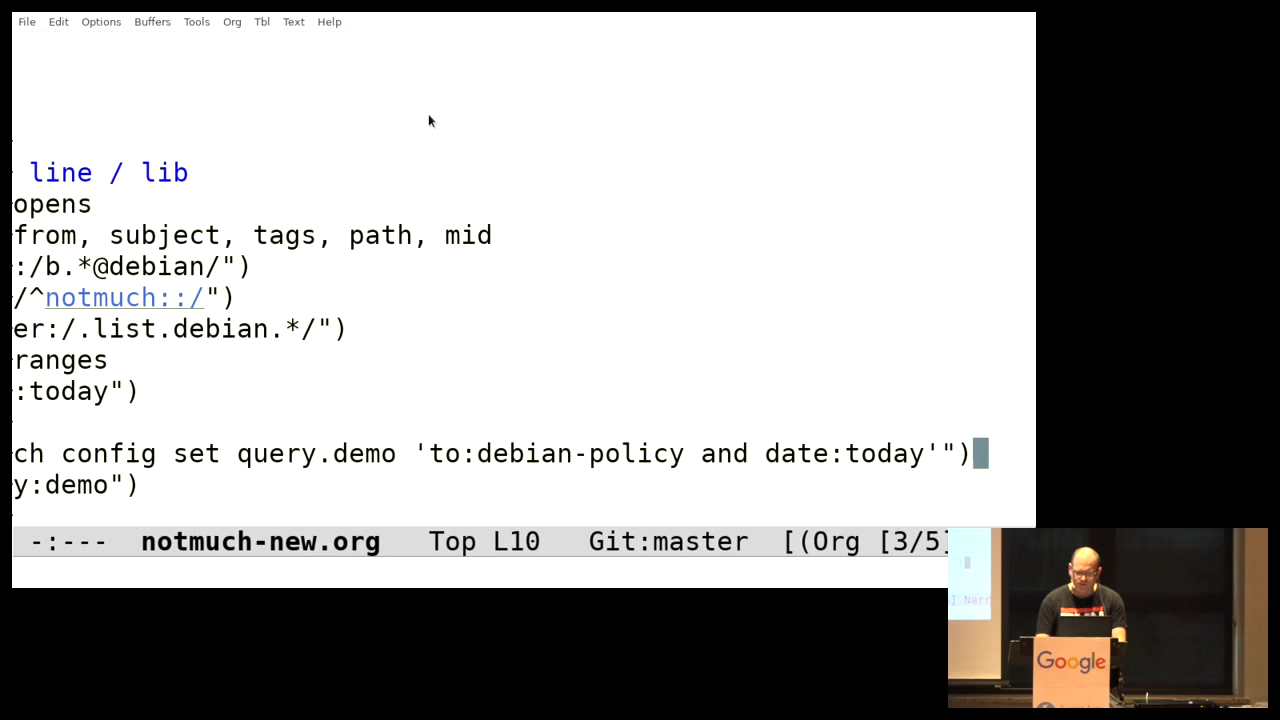 File Edit Options Buffers Tools Org Tbl Text Help
line / lib
opens
from, subject, tags, path, mid
:/b.*@debian/")
/^notmuch::/")
er:/.list.debian.*/")
ranges
:today")
ch config set query.demo 'to:debian-policy and date:today'")
y:demo")
-:--- notmuch-new.org Top L10 Git:master [(Org [3/5]
] Narr
Google